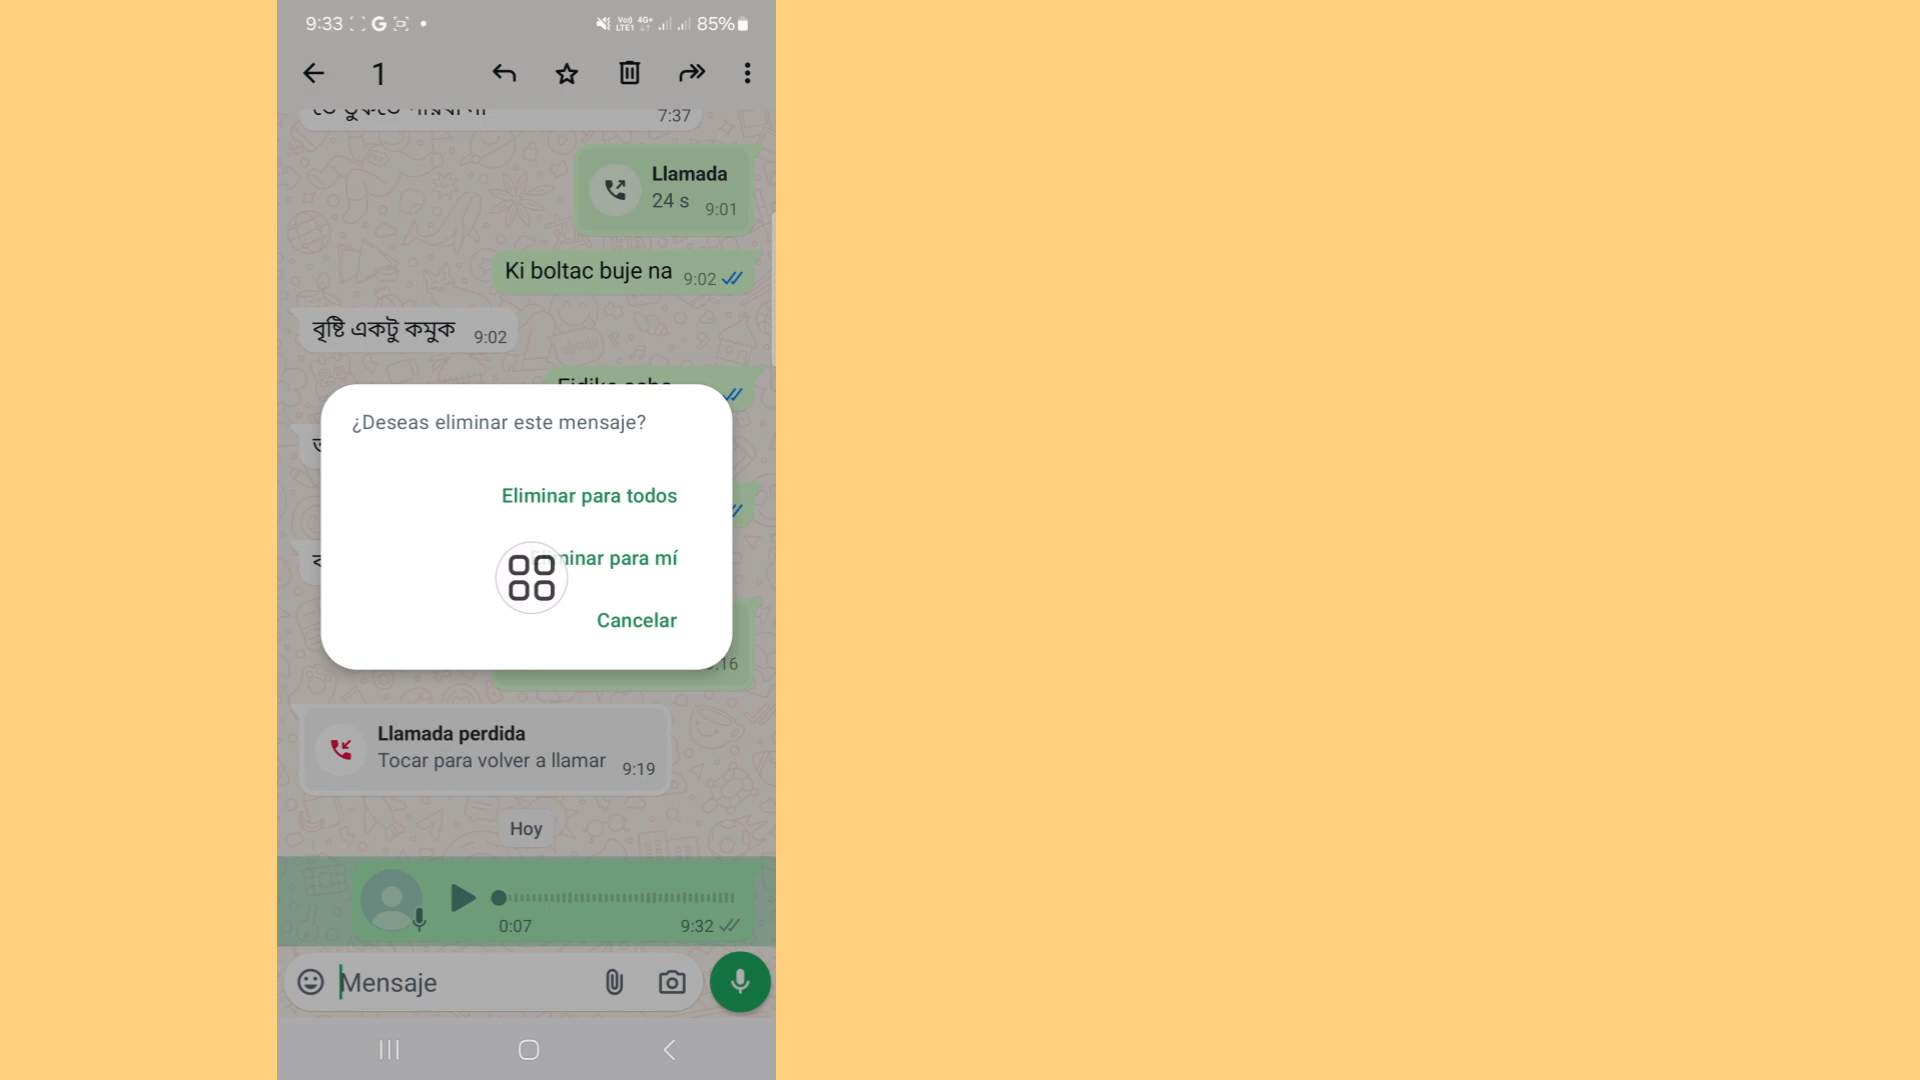 9:33 G VoLTE1 4G+ 85%
1
7:37
Llamada
24 s 9:01
Ki boltac buje na 9:02
বৃষ্টি একটু কমুক 9:02
¿Deseas eliminar este mensaje?
Eliminar para todos
para mí
Cancelar
Llamada perdida
Tocar para volver a llamar 9:19
Hoy
0:07 9:32
Mensaje